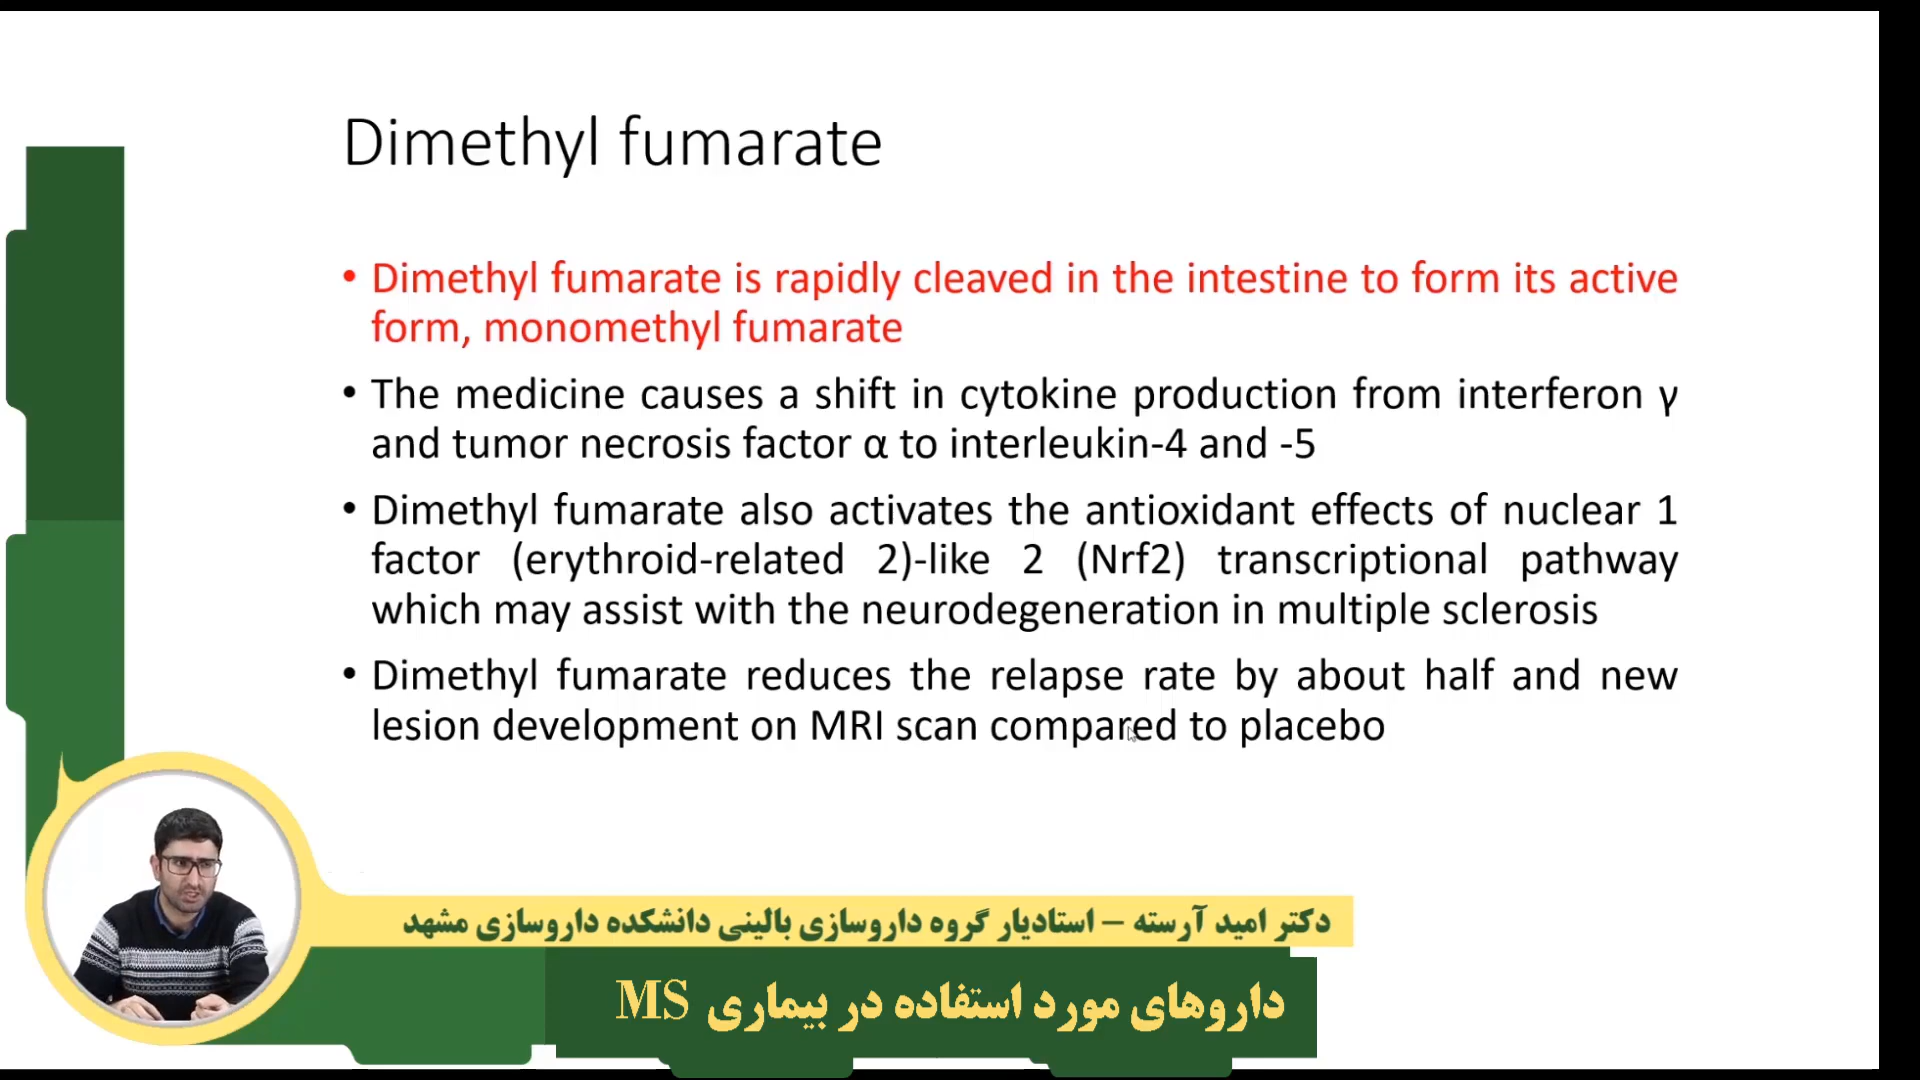 Dimethyl fumarate
• Dimethyl fumarate is rapidly cleaved in the intestine to form its active
form, monomethyl fumarate
• The medicine causes a shift in cytokine production from interferon γ
and tumor necrosis factor α to interleukin-4 and -5
• Dimethyl fumarate also activates the antioxidant effects of nuclear 1
factor (erythroid-related 2)-like 2 (Nrf2) transcriptional pathway
which may assist with the neurodegeneration in multiple sclerosis
• Dimethyl fumarate reduces the relapse rate by about half and new
lesion development on MRI scan compared to placebo
دکتر امید آرسته – استادیار گروه داروسازی بالینی دانشکده داروسازی مشهد
داروهای مورد استفاده در بیماری MS